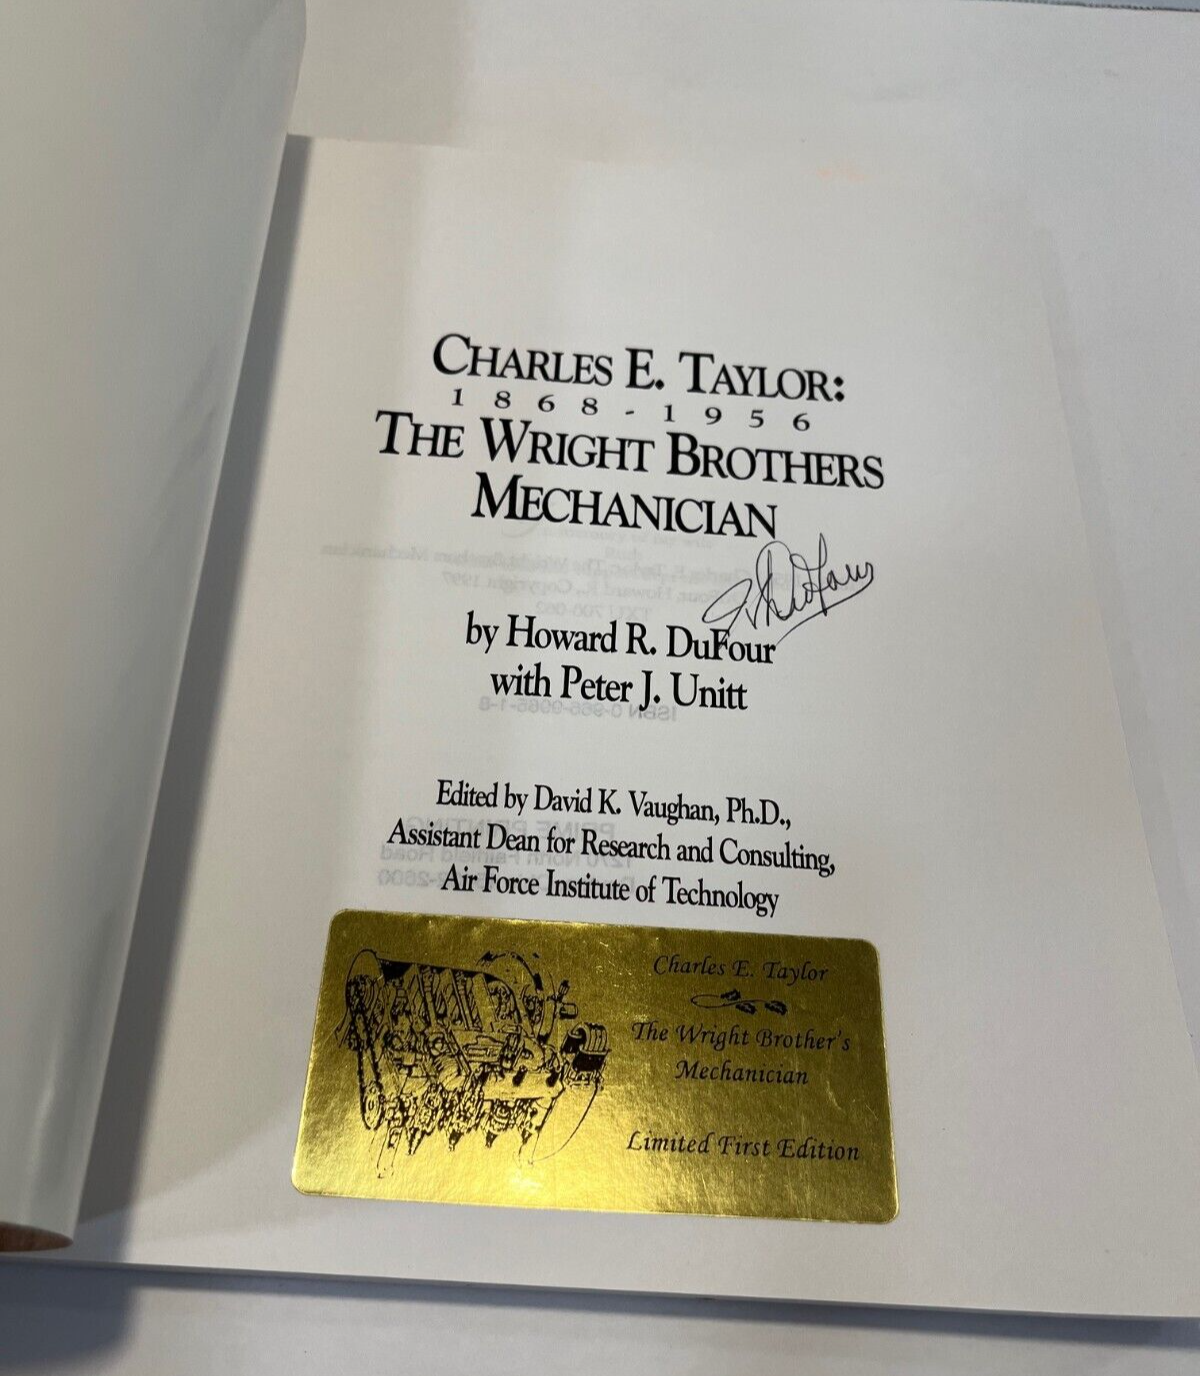 CHARLES E. TAYLOR:
1868-1956
THE WRIGHT BROTHERS
MECHANICIAN
by Howard R. DuFour
with Peter J. Unitt
Edited by David K. Vaughan, Ph.D.,
Assistant Dean for Research and Consulting,
Air Force Institute of Technology
Charles E. Taylor
The Wright Brother's
Mechanician
Limited First Edition